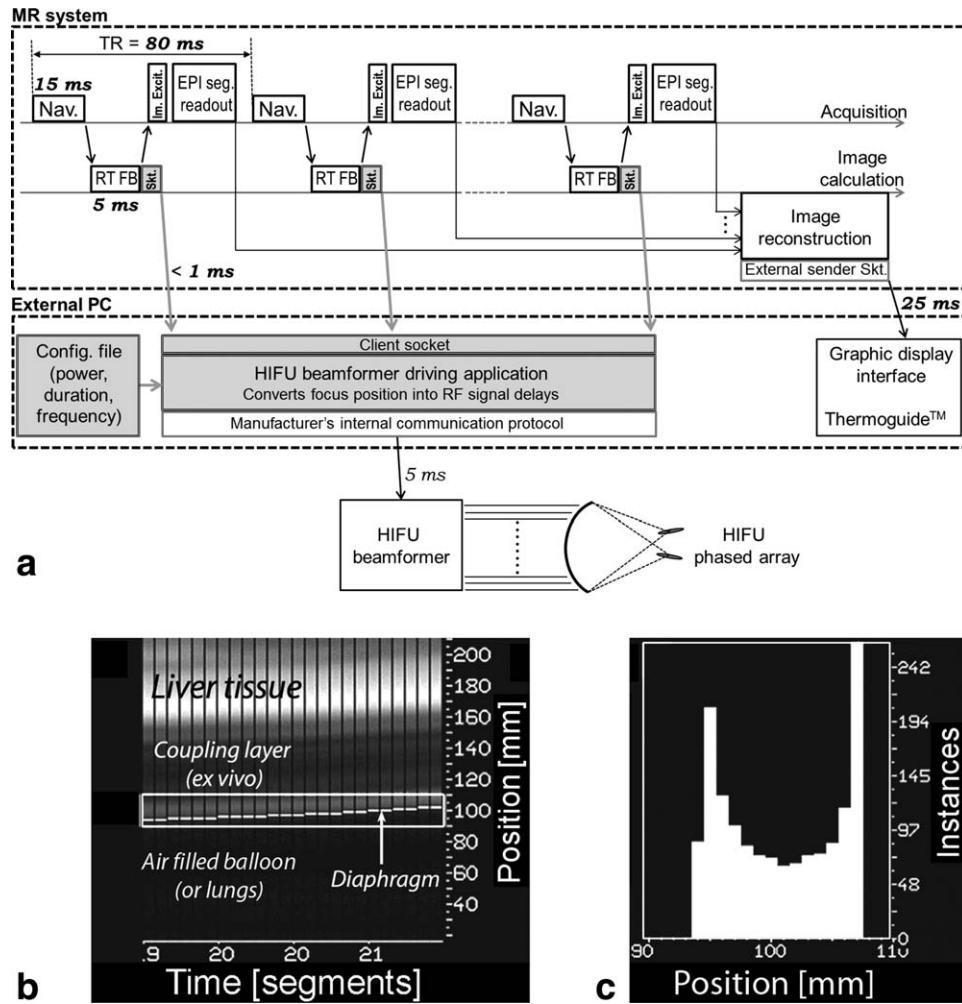 MR system
TR = 80 ms
15 ms
Nav.
Im. Excit.
EPI seg.
readout
Nav.
Im. Excit.
EPI seg.
readout
Nav.
Im. Excit.
EPI seg.
readout
Acquisition
RT FB
Skt.
RT FB
Skt.
RT FB
Skt.
Image
calculation
5 ms
Image
reconstruction
External sender Skt.
< 1 ms
25 ms
External PC
Config. file
(power,
duration,
frequency)
Client socket
HIFU beamformer driving application
Converts focus position into RF signal delays
Manufacturer's internal communication protocol
Graphic display
interface
Thermoguide™
5 ms
HIFU
beamformer
HIFU
phased array
a
Liver tissue
Coupling layer
(ex vivo)
Air filled balloon
(or lungs)
Diaphragm
200
180
160
140
120
100
80
60
40
Position [mm]
.9 20 20 21
Time [segments]
b
242
194
145
97
48
0
Instances
90 100 110
Position [mm]
c